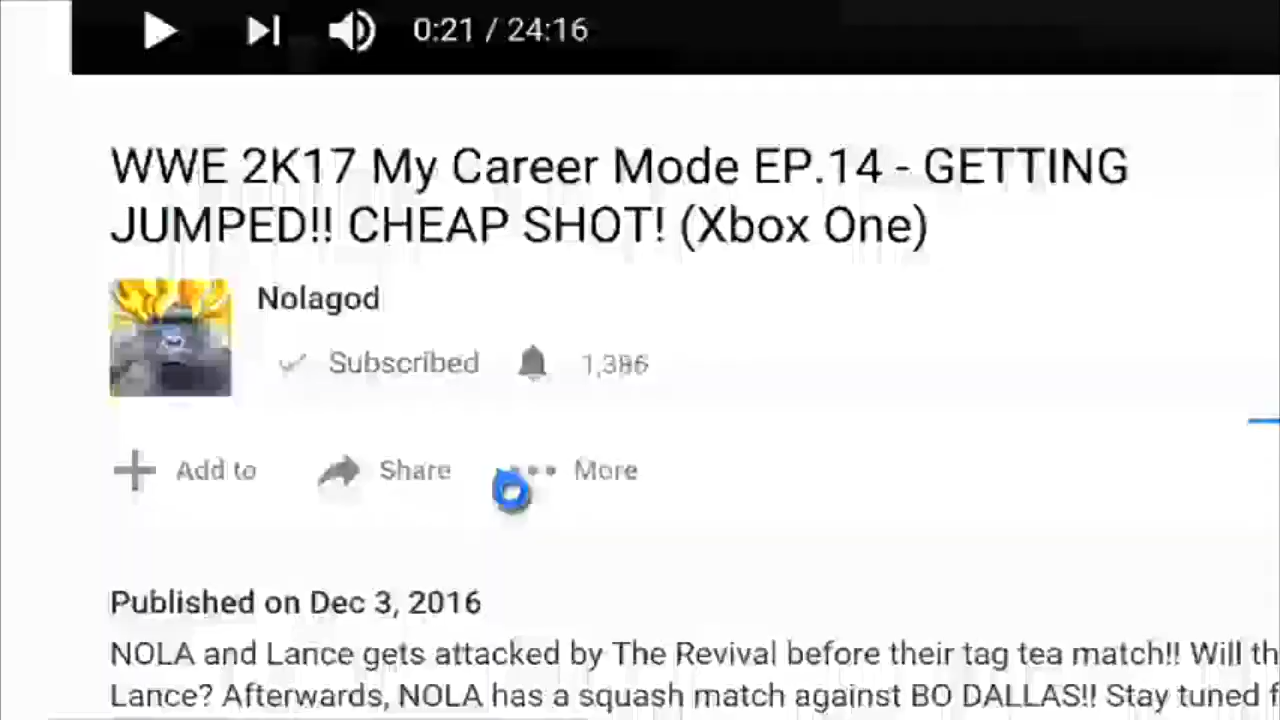 0:21 / 24:16
WWE 2K17 My Career Mode EP.14 - GETTING
JUMPED!! CHEAP SHOT! (Xbox One)
Nolagod
Subscribed 1,386
Add to Share More
Published on Dec 3, 2016
NOLA and Lance gets attacked by The Revival before their tag tea match!! Will
Lance? Afterwards, NOLA has a squash match against BO DALLAS!! Stay tuned